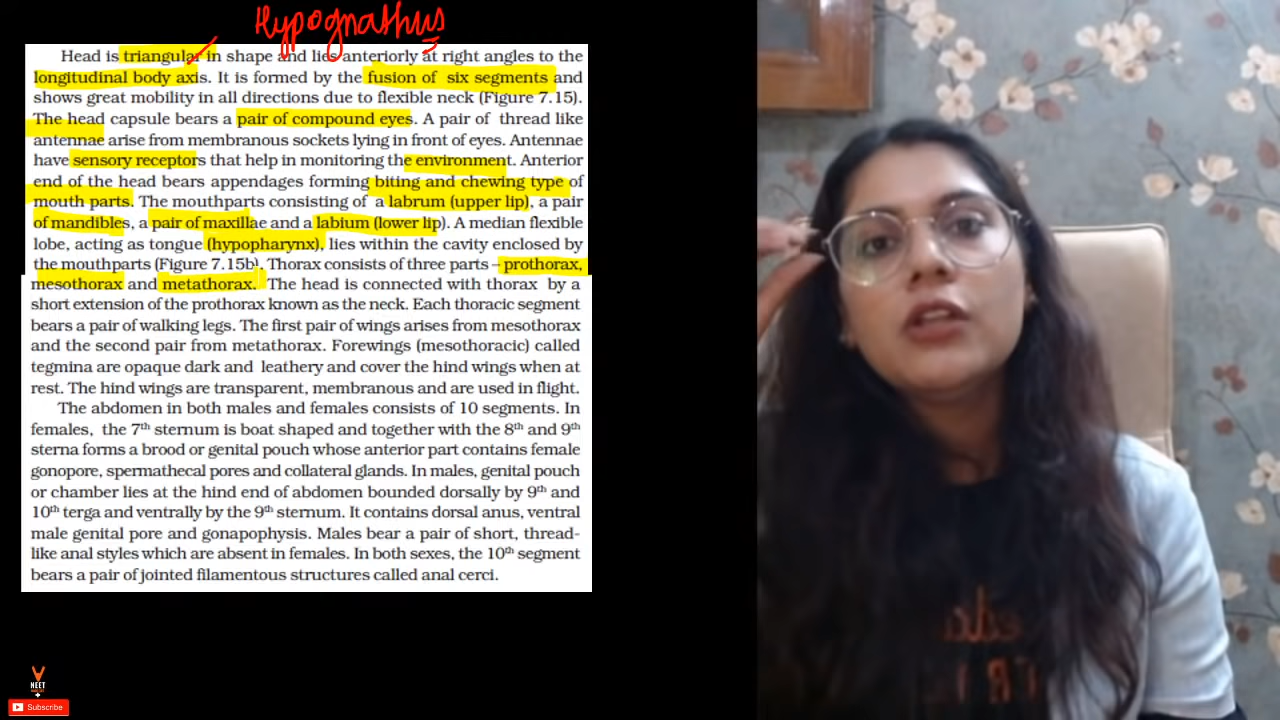 Hypognathus
Head is triangular in shape and lies anteriorly at right angles to the
longitudinal body axis. It is formed by the fusion of six segments and
shows great mobility in all directions due to flexible neck (Figure 7.15).
The head capsule bears a pair of compound eyes. A pair of thread like
antennae arise from membranous sockets lying in front of eyes. Antennae
have sensory receptors that help in monitoring the environment. Anterior
end of the head bears appendages forming biting and chewing type of
mouth parts. The mouthparts consisting of a labrum (upper lip), a pair
of mandibles, a pair of maxillae and a labium (lower lip). A median flexible
lobe, acting as tongue (hypopharynx), lies within the cavity enclosed by
the mouthparts (Figure 7.15b). Thorax consists of three parts – prothorax,
mesothorax and metathorax. The head is connected with thorax by a
short extension of the prothorax known as the neck. Each thoracic segment
bears a pair of walking legs. The first pair of wings arises from mesothorax
and the second pair from metathorax. Forewings (mesothoracic) called
tegmina are opaque dark and leathery and cover the hind wings when at
rest. The hind wings are transparent, membranous and are used in flight.
The abdomen in both males and females consists of 10 segments. In
females, the 7th sternum is boat shaped and together with the 8th and 9th
sterna forms a brood or genital pouch whose anterior part contains female
gonopore, spermathecal pores and collateral glands. In males, genital pouch
or chamber lies at the hind end of abdomen bounded dorsally by 9th and
10th terga and ventrally by the 9th sternum. It contains dorsal anus, ventral
male genital pore and gonapophysis. Males bear a pair of short, thread-
like anal styles which are absent in females. In both sexes, the 10th segment
bears a pair of jointed filamentous structures called anal cerci.
NEET
Subscribe